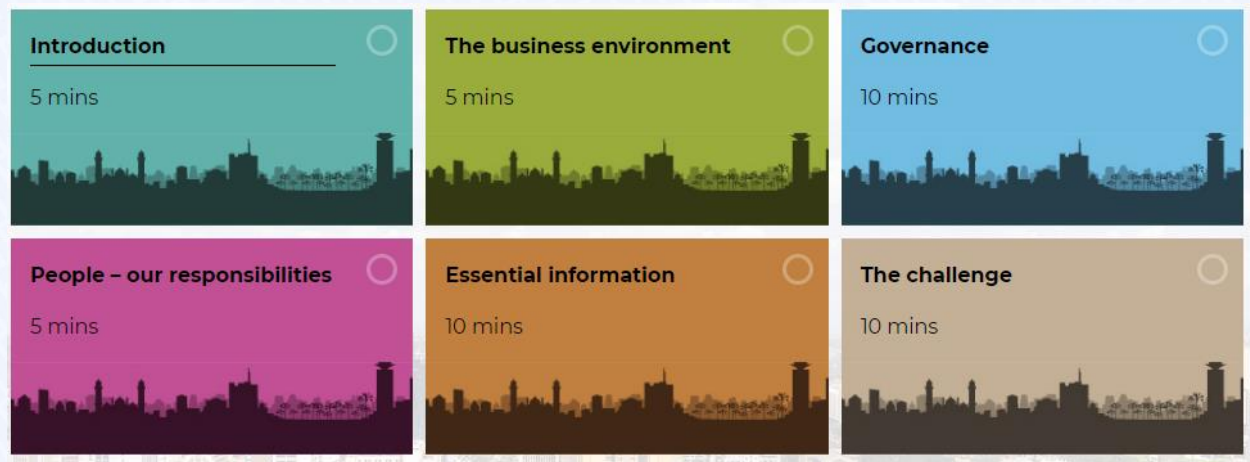 Introduction
5 mins
The business environment
5 mins
Governance
10 mins
People – our responsibilities
5 mins
Essential information
10 mins
The challenge
10 mins